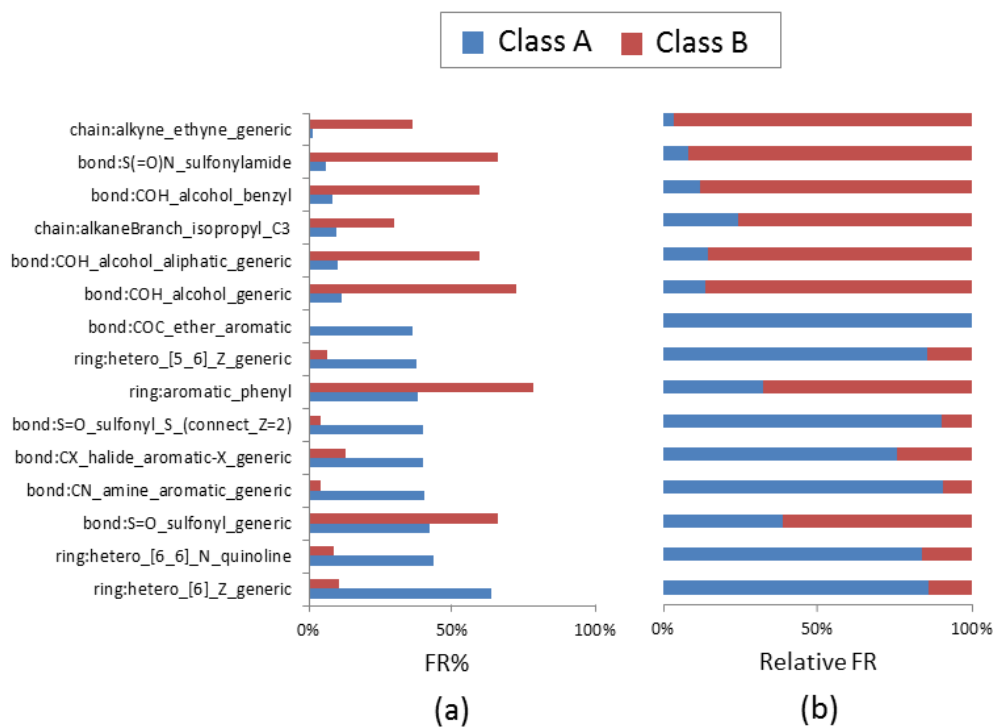 Class A Class B
chain:alkyne_ethyne_generic
bond:S(=O)N_sulfonylamide
bond:COH_alcohol_benzyl
chain:alkaneBranch_isopropyl_C3
bond:COH_alcohol_aliphatic_generic
bond:COH_alcohol_generic
bond:COC_ether_aromatic
ring:hetero_[5_6]_Z_generic
ring:aromatic_phenyl
bond:S=O_sulfonyl_S_(connect_Z=2)
bond:CX_halide_aromatic-X_generic
bond:CN_amine_aromatic_generic
bond:S=O_sulfonyl_generic
ring:hetero_[6_6]_N_quinoline
ring:hetero_[6]_Z_generic
0% 50% 100% 0% 50% 100%
FR% Relative FR
(a) (b)